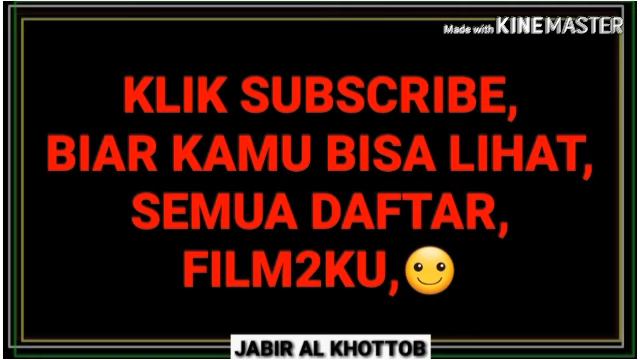 Made with KINEMASTER
KLIK SUBSCRIBE,
BIAR KAMU BISA LIHAT,
SEMUA DAFTAR,
FILM2KU,🙂
JABIR AL KHOTTOB